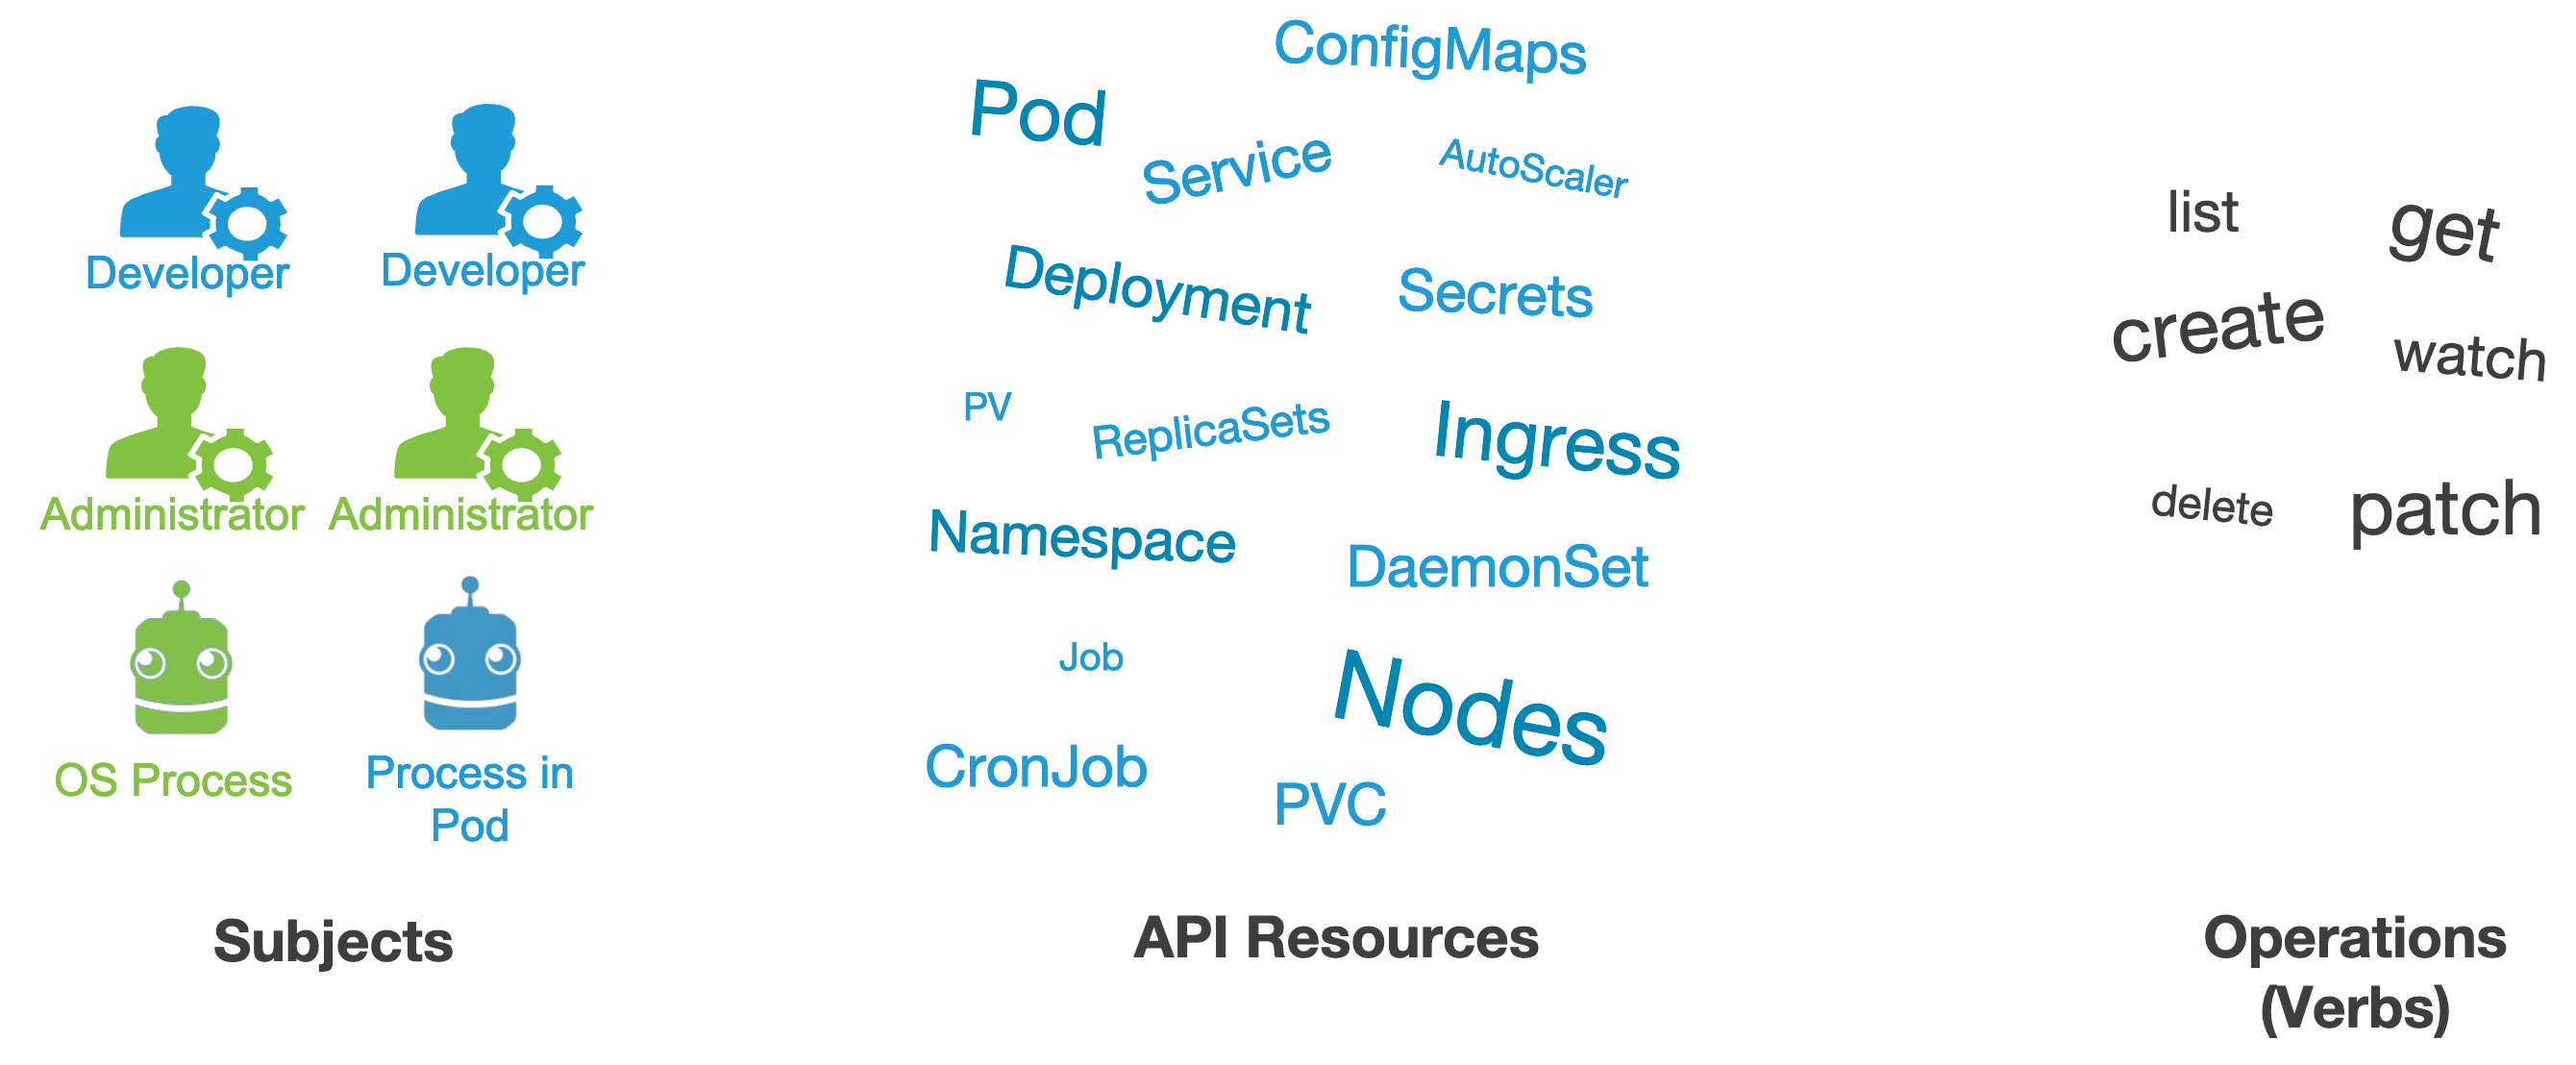 Developer
Developer
Administrator
Administrator
OS Process
Process in
Pod
Subjects
ConfigMaps
Pod
Service
AutoScaler
Deployment
Secrets
PV
ReplicaSets
Ingress
Namespace
DaemonSet
Job
Nodes
CronJob
PVC
API Resources
list
get
create
watch
delete
patch
Operations
(Verbs)